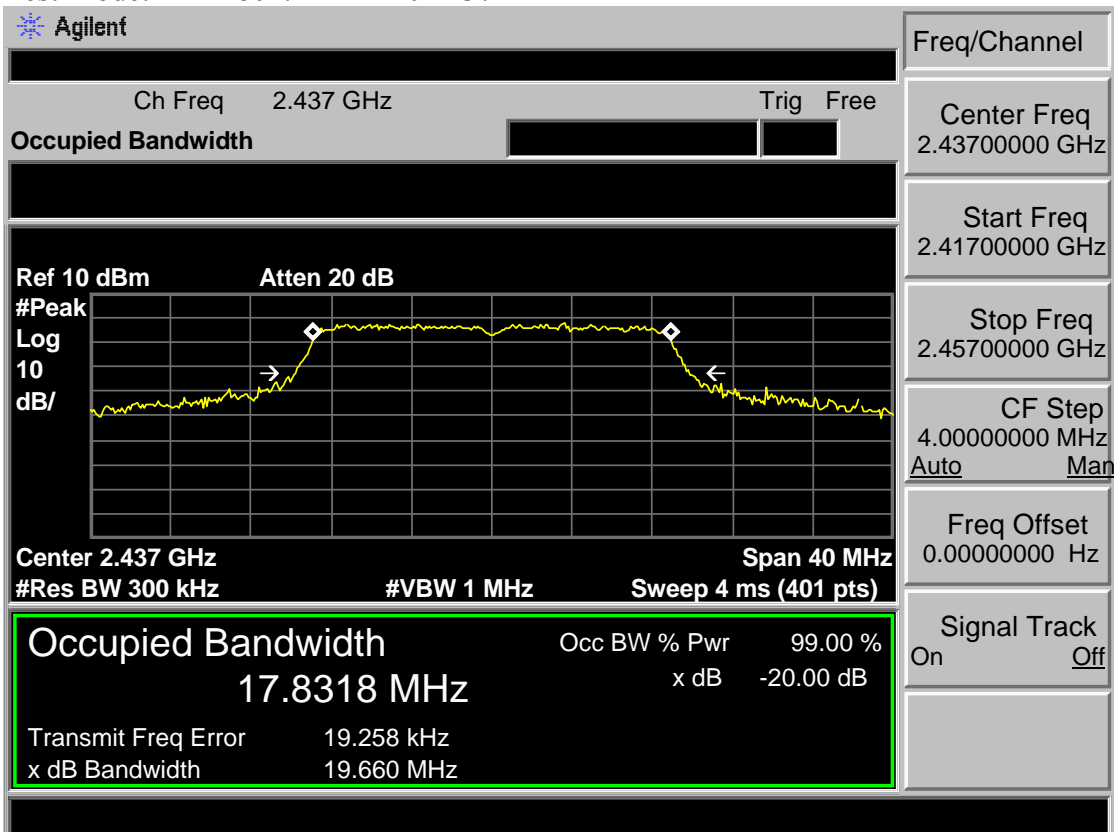 Agilent
Freq/Channel
Ch Freq 2.437 GHz Trig Free
Occupied Bandwidth
Center Freq
2.43700000 GHz
Start Freq
2.41700000 GHz
Stop Freq
2.45700000 GHz
CF Step
4.00000000 MHz
Auto Man
Freq Offset
0.00000000 Hz
Signal Track
On Off
Ref 10 dBm Atten 20 dB
#Peak
Log
10
dB/
Center 2.437 GHz Span 40 MHz
#Res BW 300 kHz #VBW 1 MHz Sweep 4 ms (401 pts)
Occupied Bandwidth Occ BW % Pwr 99.00 %
17.8318 MHz x dB -20.00 dB
Transmit Freq Error 19.258 kHz
x dB Bandwidth 19.660 MHz